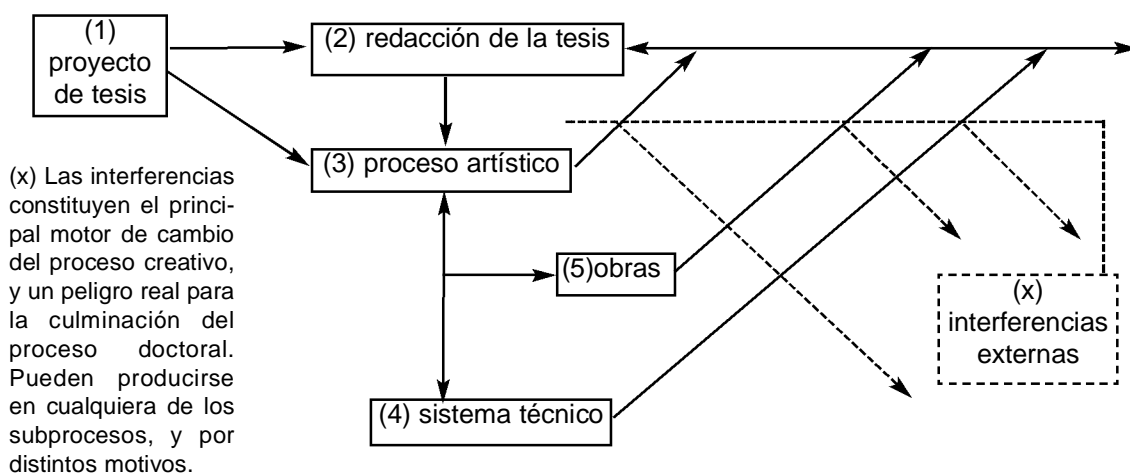 (1)
proyecto
de tesis
(2) redacción de la tesis
(3) proceso artístico
(x) Las interferencias
constituyen el princi-
pal motor de cambio
del proceso creativo,
y un peligro real para
la culminación del
proceso doctoral.
Pueden producirse
en cualquiera de los
subprocesos, y por
distintos motivos.
(5)obras
(4) sistema técnico
(x)
interferencias
externas